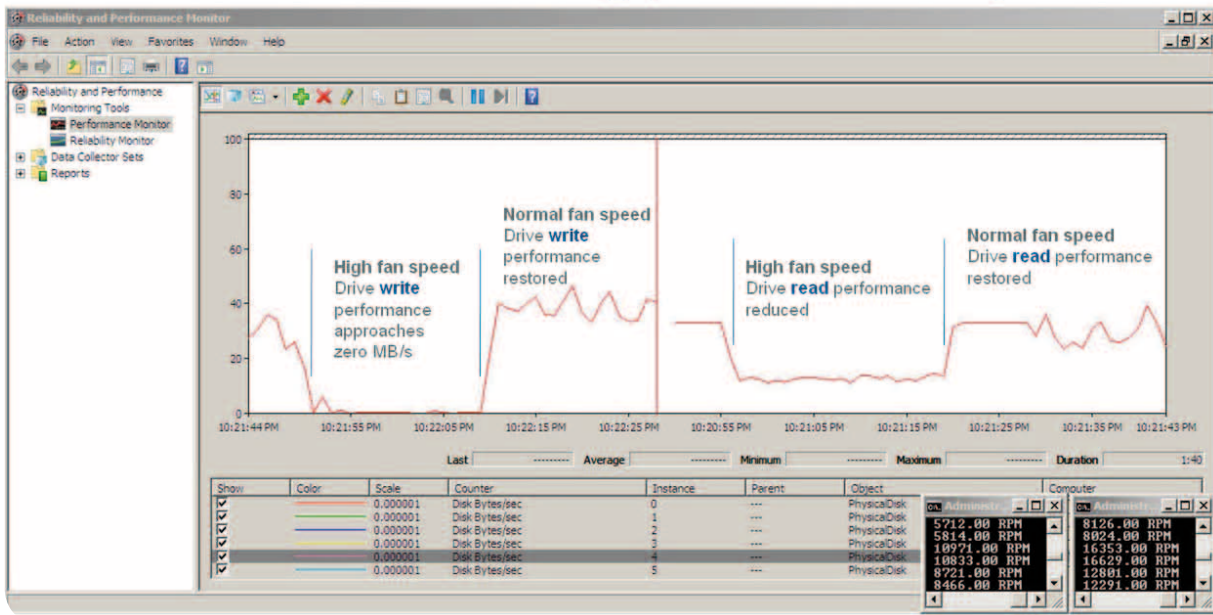 Reliability and Performance Monitor
File Action View Favorites Window Help
Reliability and Performance
Monitoring Tools
Performance Monitor
Reliability Monitor
Data Collector Sets
Reports
100
80
60
40
20
0
High fan speed
Drive write
performance
approaches
zero MB/s
Normal fan speed
Drive write
performance
restored
High fan speed
Drive read performance
reduced
Normal fan speed
Drive read performance
restored
10:21:44 PM 10:21:55 PM 10:22:05 PM 10:22:15 PM 10:22:25 PM 10:20:55 PM 10:21:05 PM 10:21:15 PM 10:21:25 PM 10:21:35 PM 10:21:43 PM
Last --------- Average --------- Minimum --------- Maximum --------- Duration 1:40
Show Color Scale Counter Instance Parent Object Computer
0.000001 Disk Bytes/sec 0 --- PhysicalDisk
0.000001 Disk Bytes/sec 1 --- PhysicalDisk
0.000001 Disk Bytes/sec 2 --- PhysicalDisk
0.000001 Disk Bytes/sec 3 --- PhysicalDisk
0.000001 Disk Bytes/sec 4 --- PhysicalDisk
0.000001 Disk Bytes/sec 5 --- PhysicalDisk
Administr...
5712.00 RPM
5814.00 RPM
10971.00 RPM
10833.00 RPM
8721.00 RPM
8466.00 RPM
Administr...
8126.00 RPM
8024.00 RPM
16353.00 RPM
16629.00 RPM
12801.00 RPM
12291.00 RPM